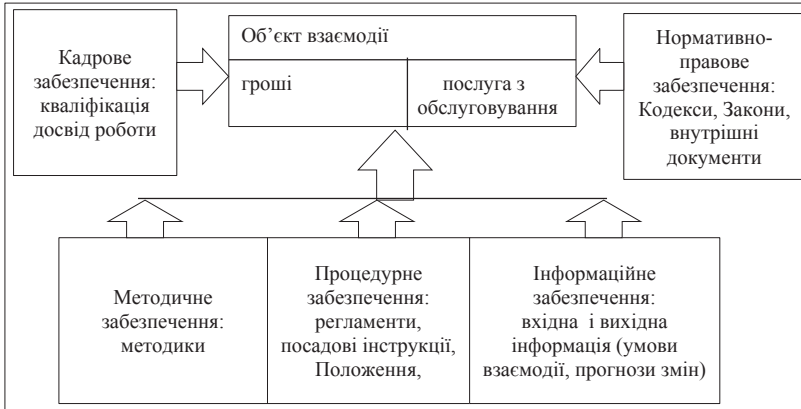 Кадрове
забезпечення:
кваліфікація
досвід роботи
Об’єкт взаємодії
гроші
послуга з
обслуговування
Нормативно-
правове
забезпечення:
Кодекси, Закони,
внутрішні
документи
Методичне
забезпечення:
методики
Процедурне
забезпечення:
регламенти,
посадові інструкції,
Положення,
Інформаційне
забезпечення:
вхідна і вихідна
інформація (умови
взаємодії, прогнози змін)